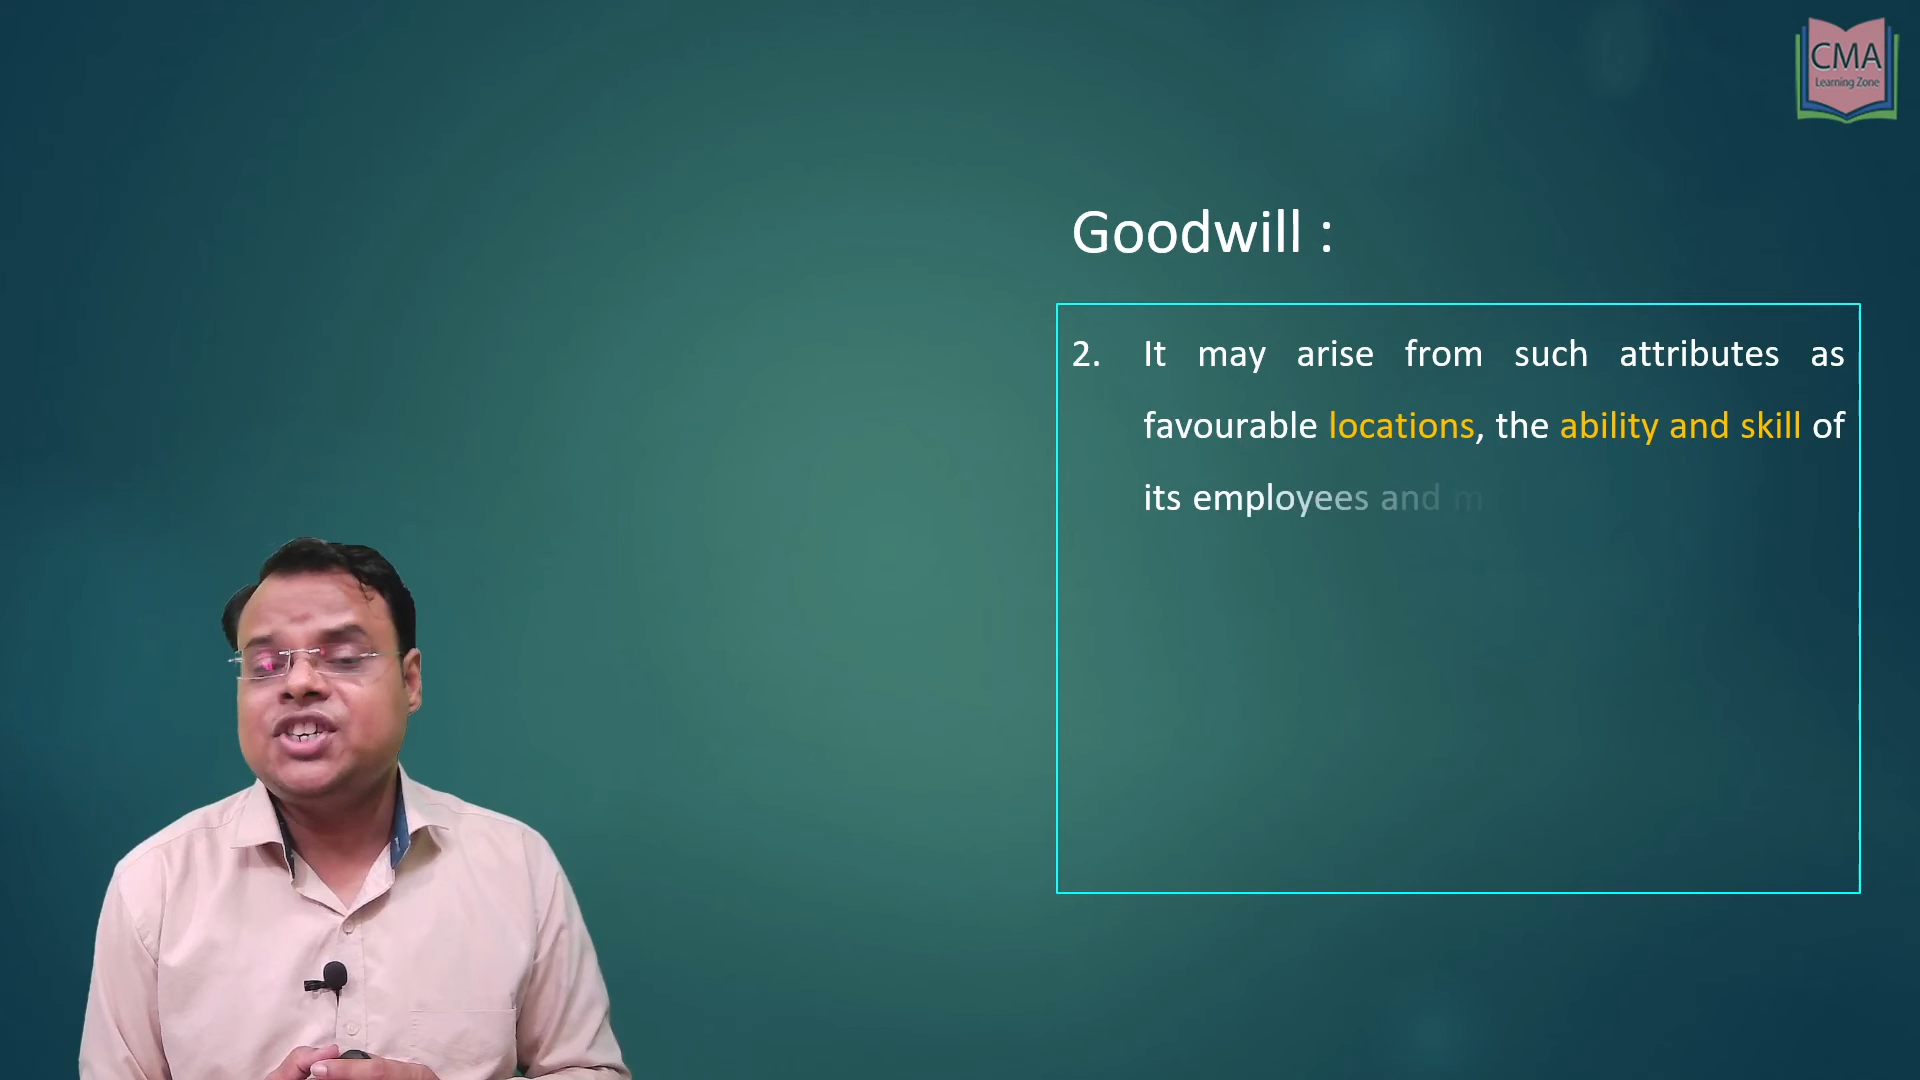 CMA
Learning Zone
Goodwill :
2. It may arise from such attributes as
favourable locations, the ability and skill of
its employees and